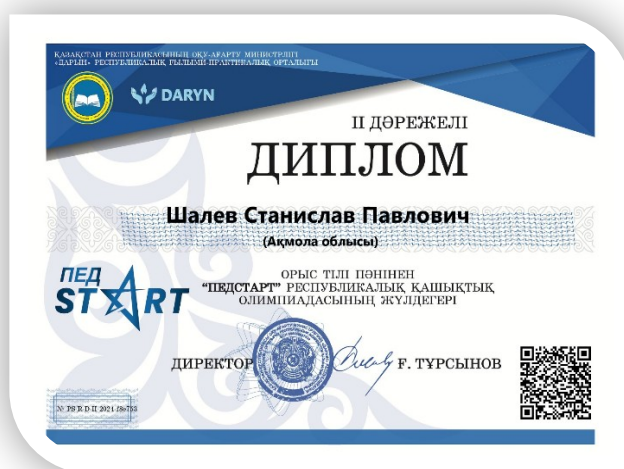 ҚАЗАҚСТАН РЕСПУБЛИКАСЫНЫҢ ОҚУ-АҒАРТУ МИНИСТРЛІГІ
«ДАРЫН» РЕСПУБЛИКАЛЫҚ ҒЫЛЫМИ-ПРАКТИКАЛЫҚ ОРТАЛЫҒЫ
DARYN
II ДӘРЕЖЕЛІ
ДИПЛОМ
Шалев Станислав Павлович
(Ақмола облысы)
ПЕД
START
ОРЫС ТІЛІ ПӘНІНЕН
"ПЕДСТАРТ" РЕСПУБЛИКАЛЫҚ ҚАШЫҚТЫҚ
ОЛИМПИАДАСЫНЫҢ ЖҮЛДЕГЕРІ
ДИРЕКТОР Ғ. ТҰРСЫНОВ